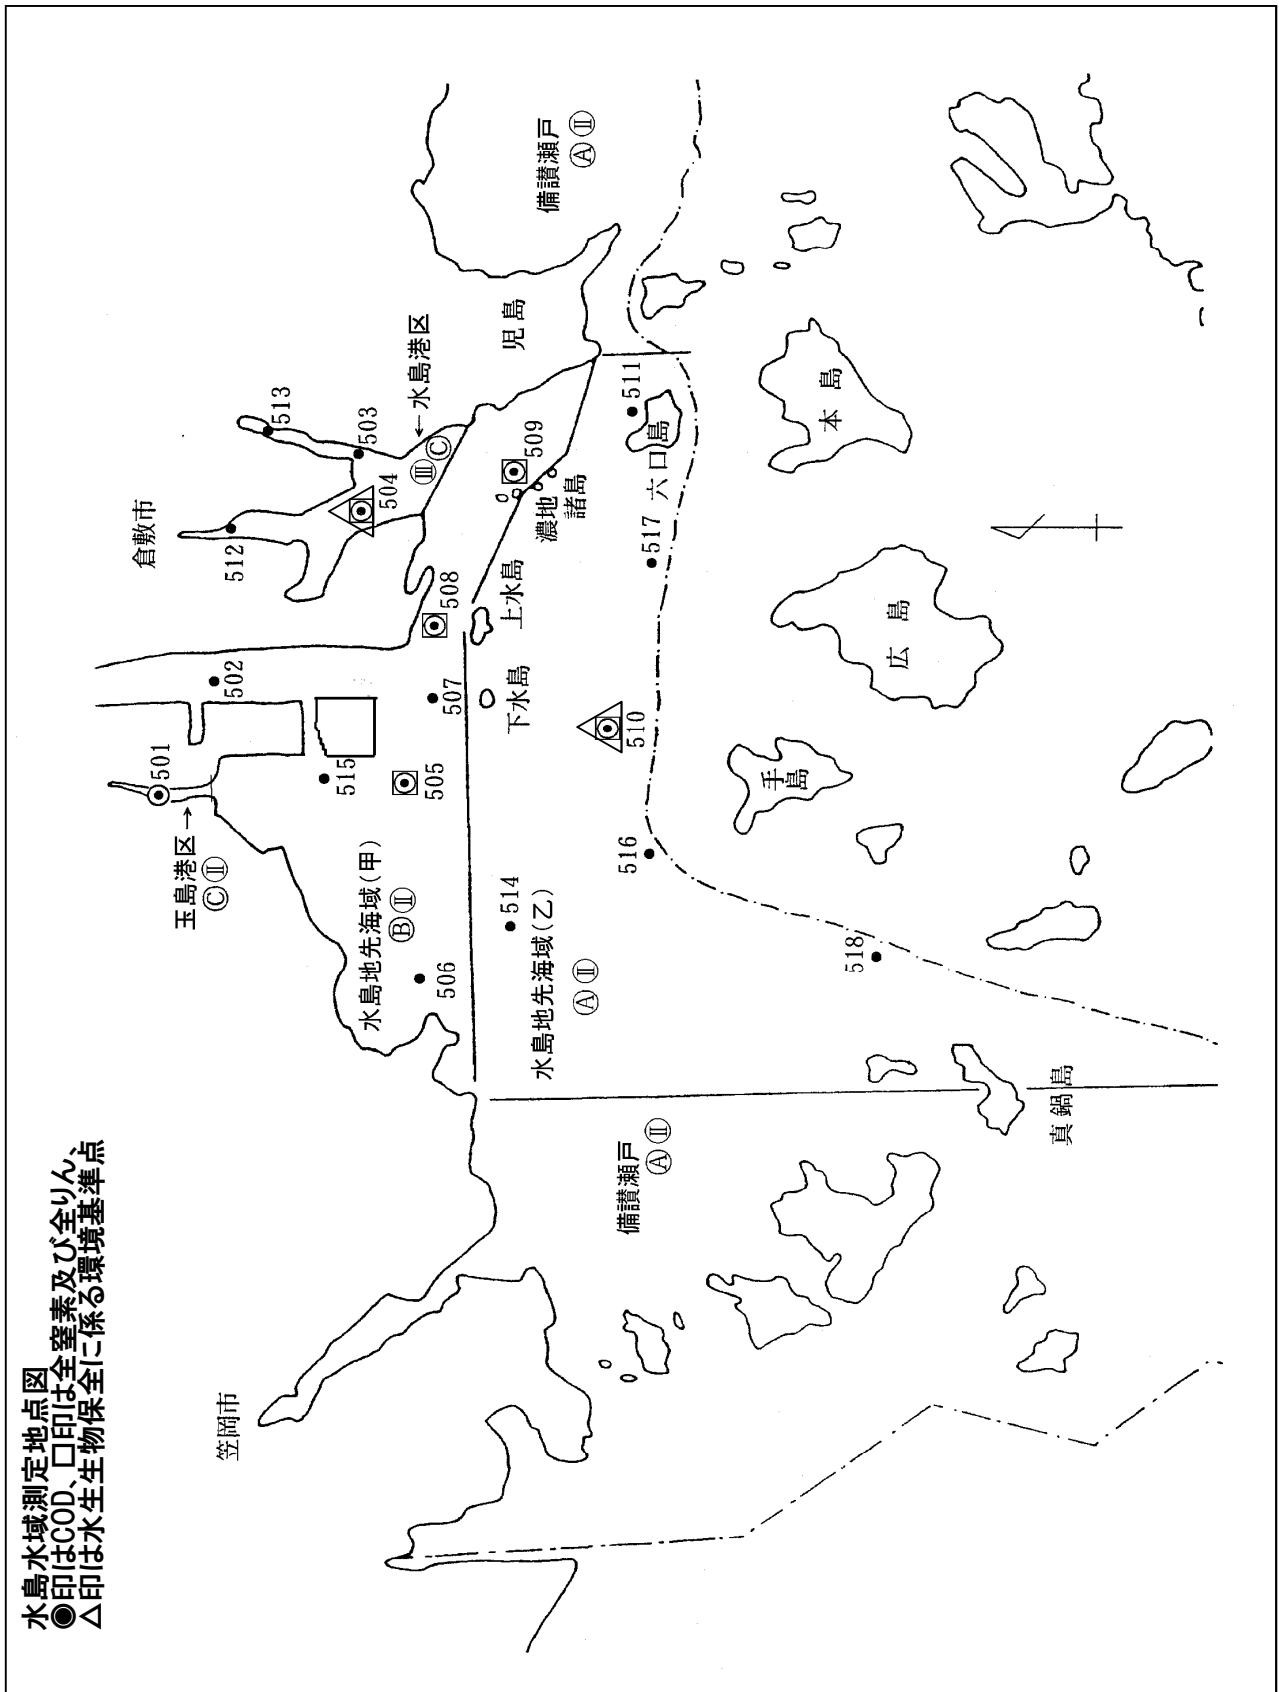 水島水域測定地点図
◉印はCOD、□印は全窒素及び全りん、
△印は水生生物保全に係る環境基準点
笠岡市
倉敷市
児島
備讃瀬戸
Ⓐ Ⓘ
水島港区
Ⅲ Ⓒ
玉島港区
Ⓒ Ⅱ
水島地先海域(甲)
Ⓑ Ⅱ
水島地先海域(乙)
Ⓐ Ⅱ
備讃瀬戸
Ⓐ Ⅱ
濃地
諸島
上水島
下水島
六口島
本島
広島
手島
真鍋島
501
502
503
504
505
506
507
508
509
510
511
512
513
514
515
516
517
518